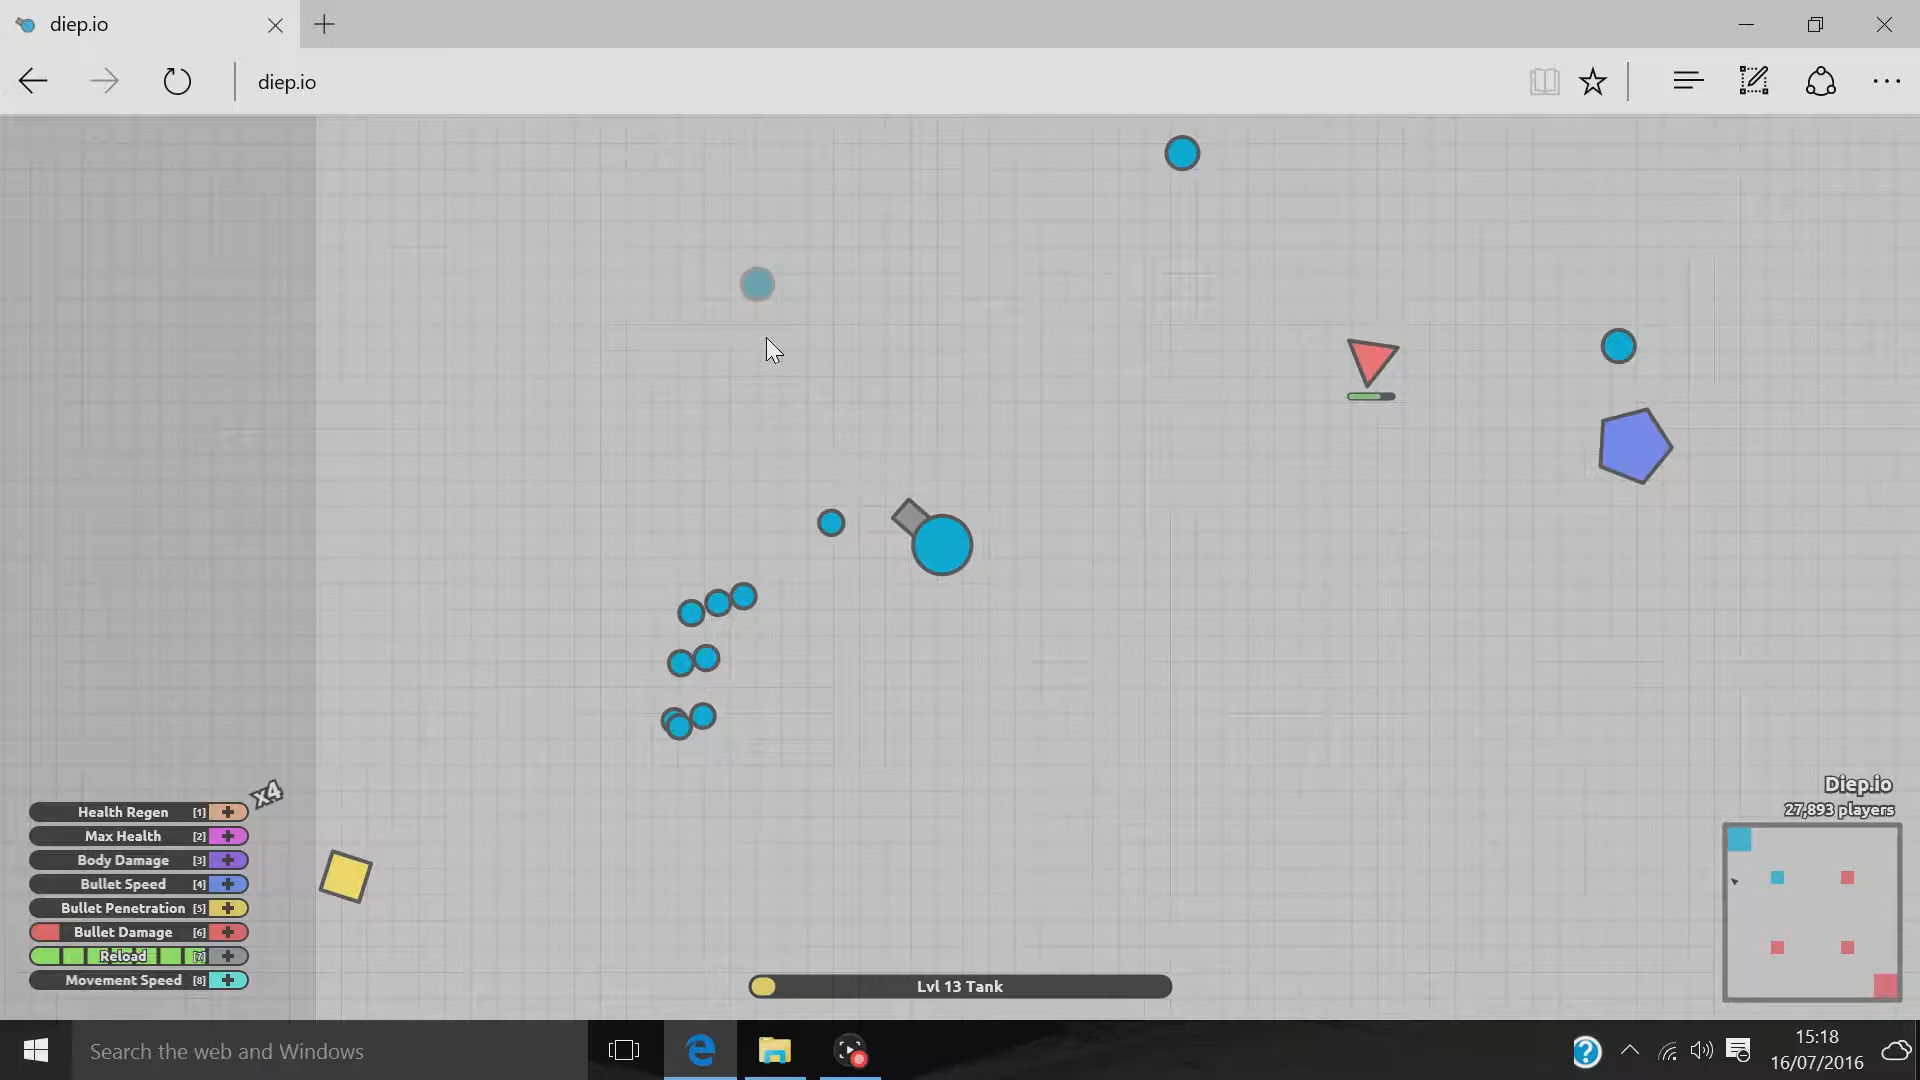 diep.io
diep.io
x4
Health Regen [1]
Max Health [2]
Body Damage [3]
Bullet Speed [4]
Bullet Penetration [5]
Bullet Damage [6]
Reload [7]
Movement Speed [8]
Lvl 13 Tank
Diep.io
27,893 players
Search the web and Windows
15:18
16/07/2016